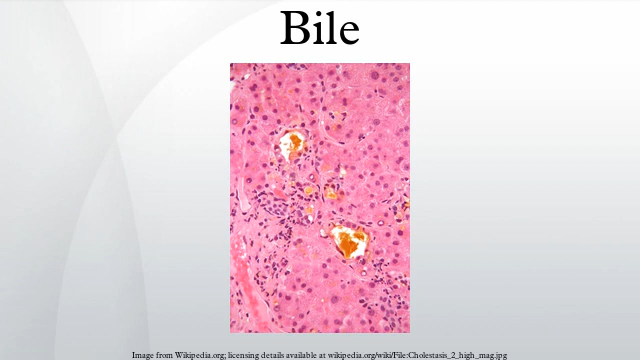 Bile
Image from Wikipedia.org; licensing details available at wikipedia.org/wiki/File:Cholestasis_2_high_mag.jpg